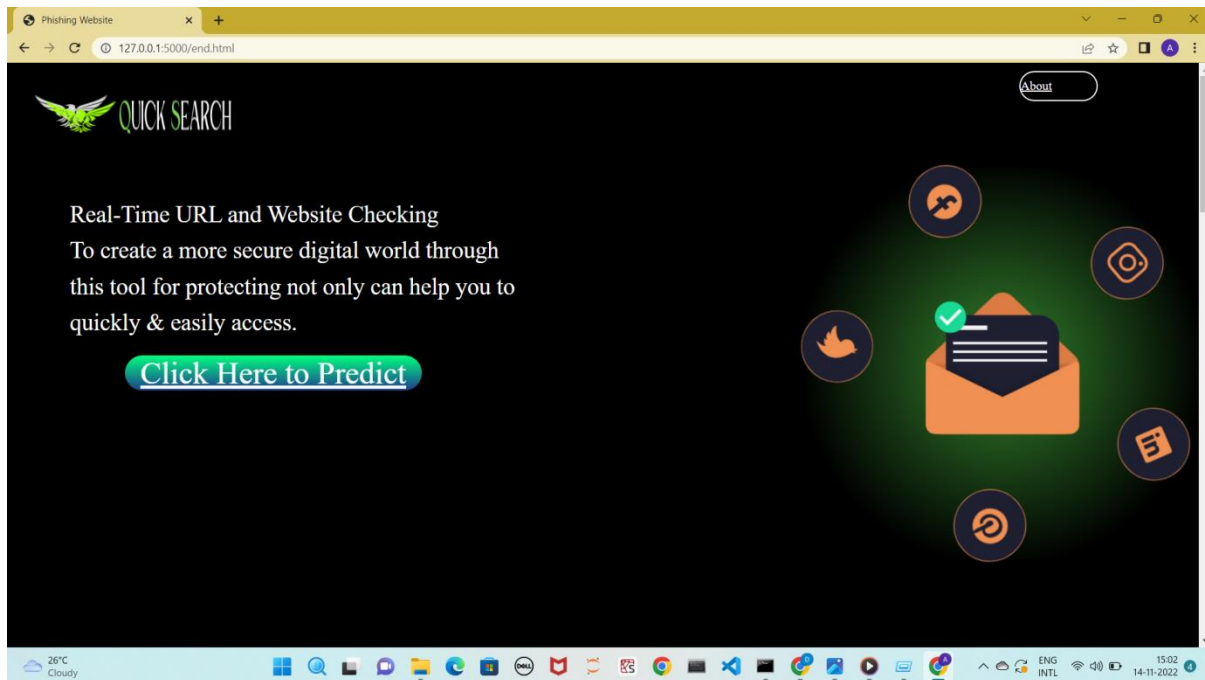 Phishing Website
127.0.0.1:5000/end.html
A
About
QUICK SEARCH
Real-Time URL and Website Checking
To create a more secure digital world through
this tool for protecting not only can help you to
quickly & easily access.
Click Here to Predict
26°C
Cloudy
DELL
ENG
INTL
15:02
14-11-2022
4